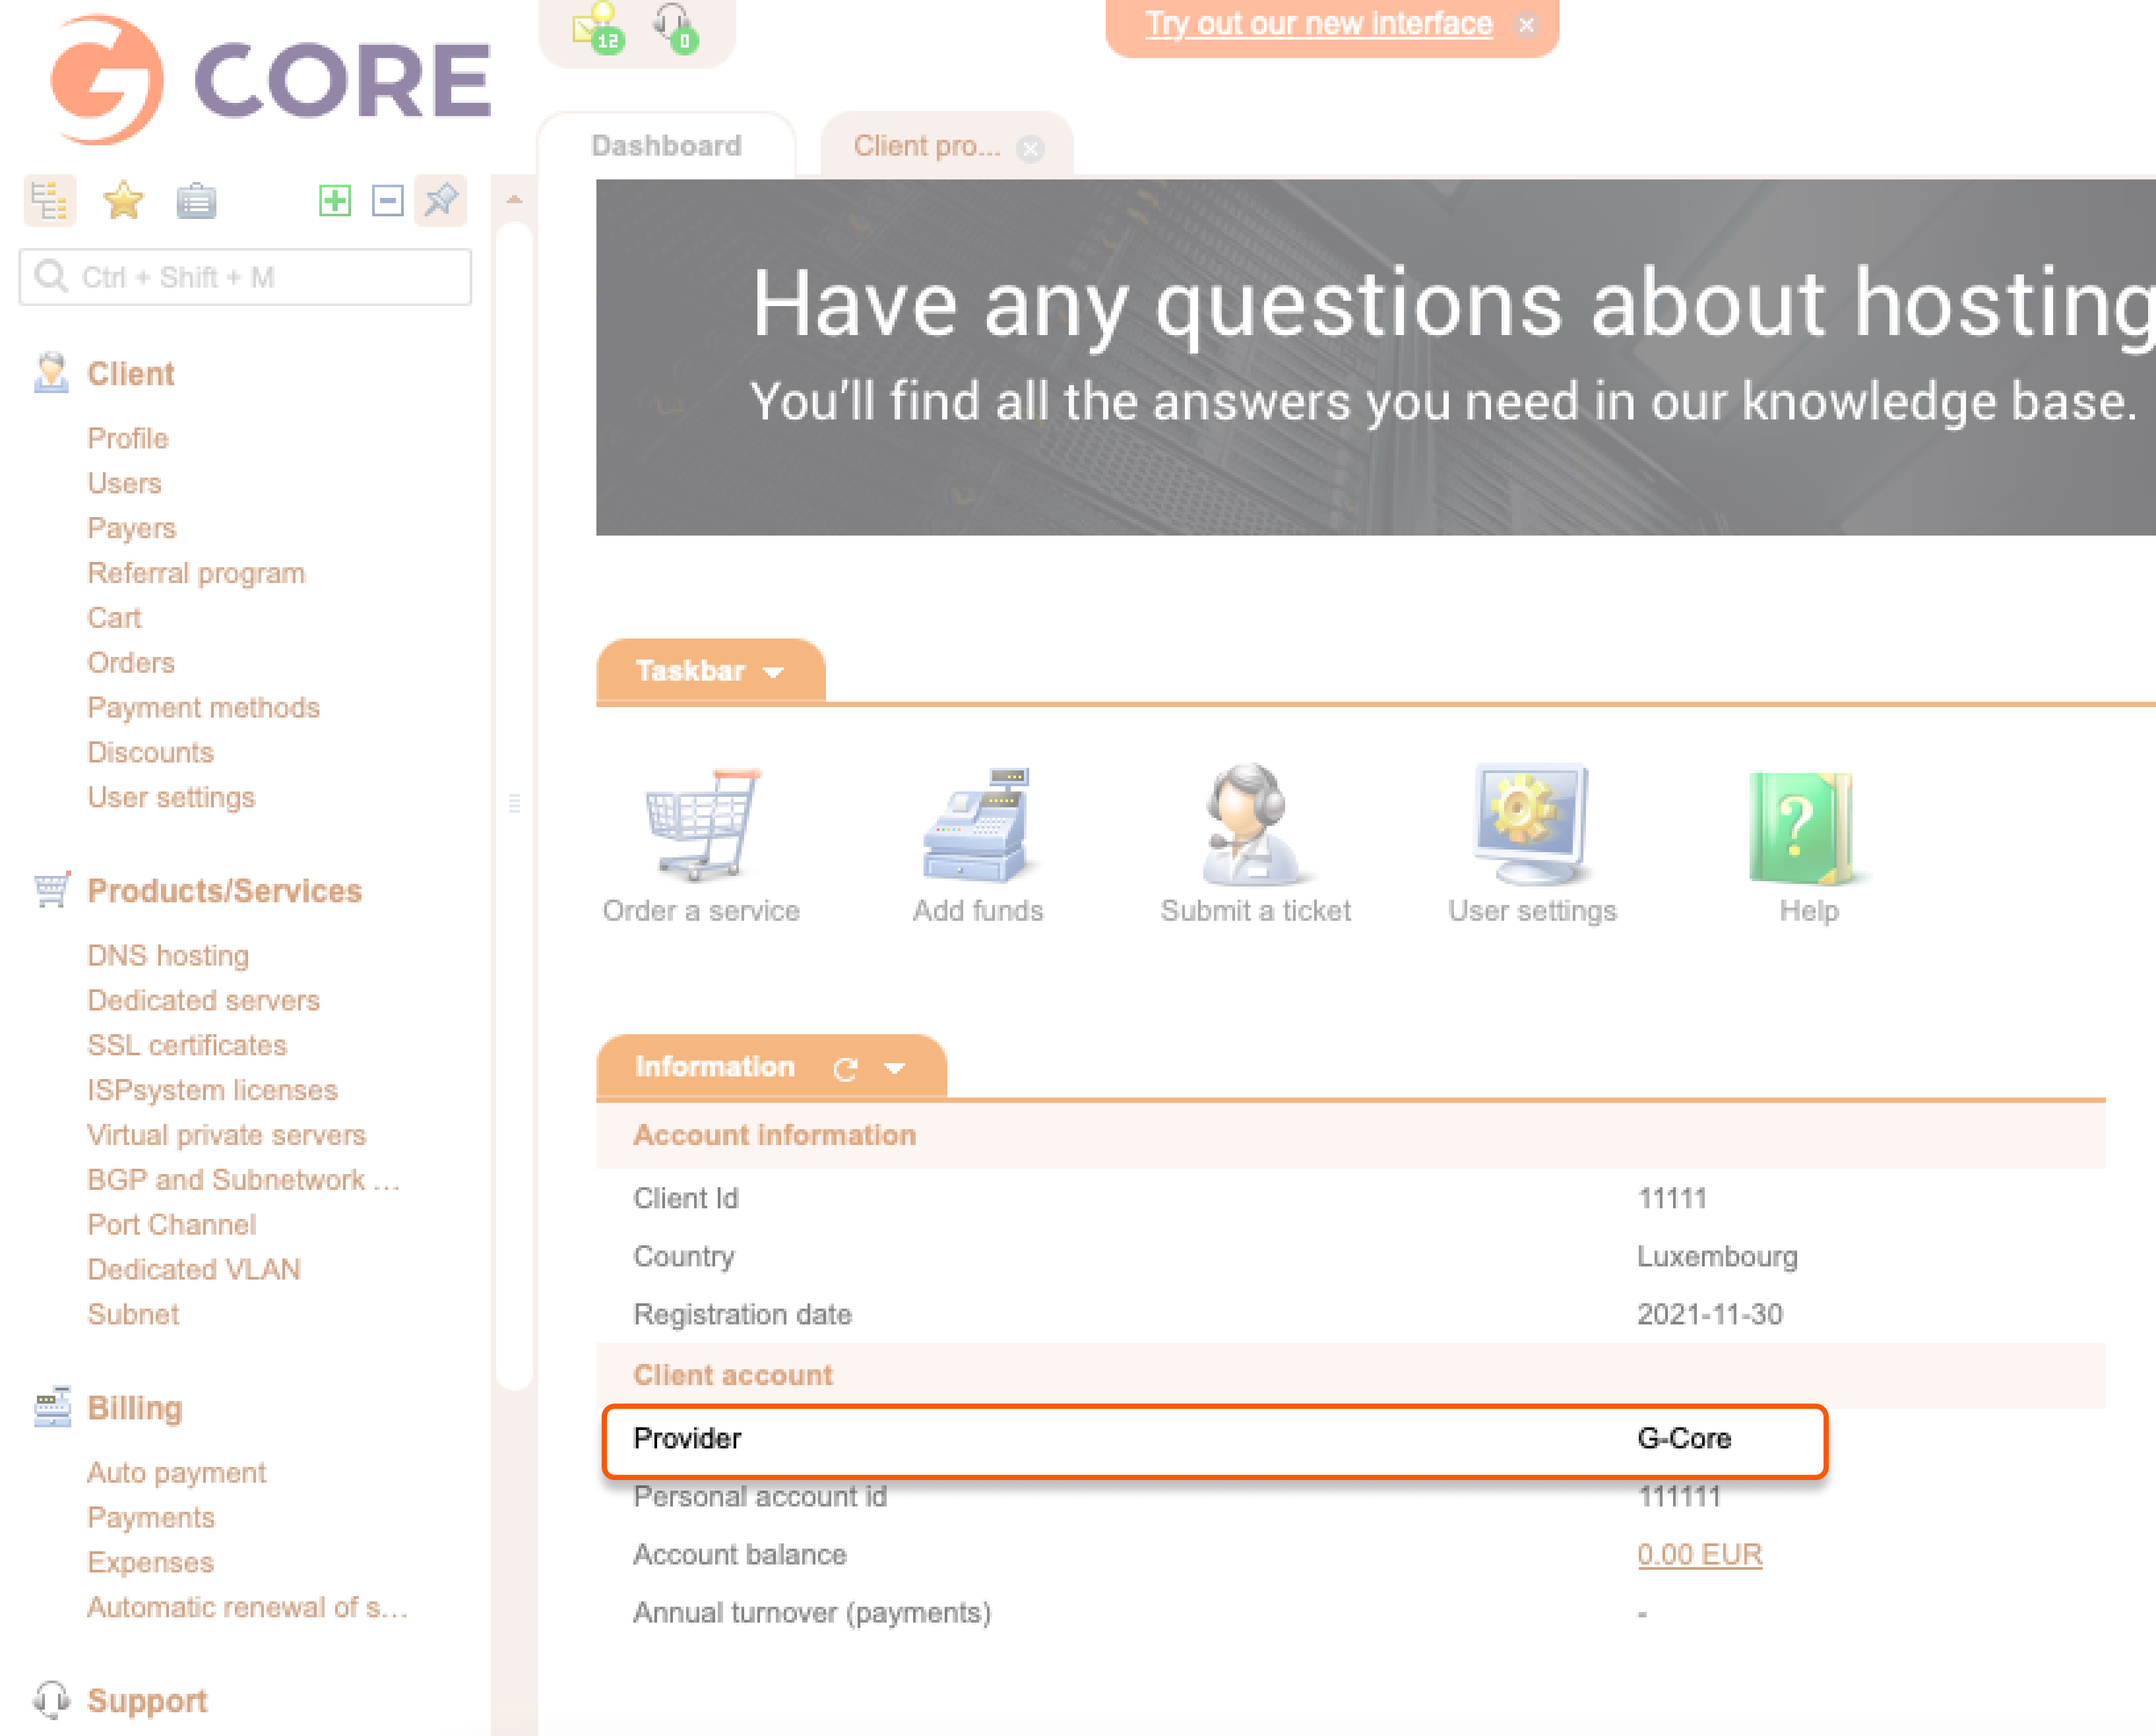 G CORE
12
0
Try out our new interface
Dashboard
Client pro...
Ctrl + Shift + M
Client
Profile
Users
Payers
Referral program
Cart
Orders
Payment methods
Discounts
User settings
Products/Services
DNS hosting
Dedicated servers
SSL certificates
ISPsystem licenses
Virtual private servers
BGP and Subnetwork ...
Port Channel
Dedicated VLAN
Subnet
Billing
Auto payment
Payments
Expenses
Automatic renewal of s...
Support
Have any questions about hosting
You'll find all the answers you need in our knowledge base.
Taskbar
Order a service
Add funds
Submit a ticket
User settings
?
Help
Information
Account information
Client Id 11111
Country Luxembourg
Registration date 2021-11-30
Client account
Provider G-Core
Personal account id 111111
Account balance 0.00 EUR
Annual turnover (payments) -